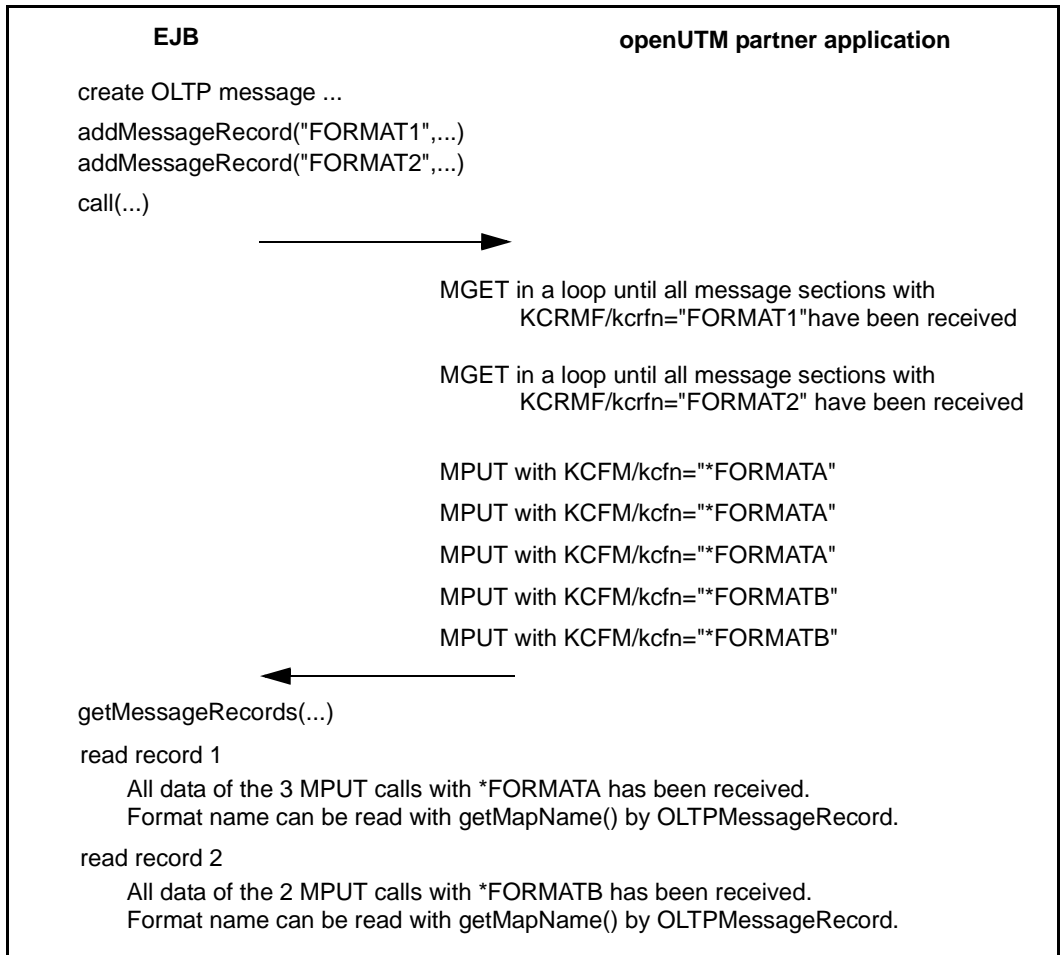 EJB openUTM partner application
create OLTP message ...
addMessageRecord("FORMAT1",...)
addMessageRecord("FORMAT2",...)
call(...)
MGET in a loop until all message sections with
KCRMF/kcrfn="FORMAT1"have been received
MGET in a loop until all message sections with
KCRMF/kcrfn="FORMAT2" have been received
MPUT with KCFM/kcfn="*FORMATA"
MPUT with KCFM/kcfn="*FORMATA"
MPUT with KCFM/kcfn="*FORMATA"
MPUT with KCFM/kcfn="*FORMATB"
MPUT with KCFM/kcfn="*FORMATB"
getMessageRecords(...)
read record 1
All data of the 3 MPUT calls with *FORMATA has been received.
Format name can be read with getMapName() by OLTPMessageRecord.
read record 2
All data of the 2 MPUT calls with *FORMATB has been received.
Format name can be read with getMapName() by OLTPMessageRecord.